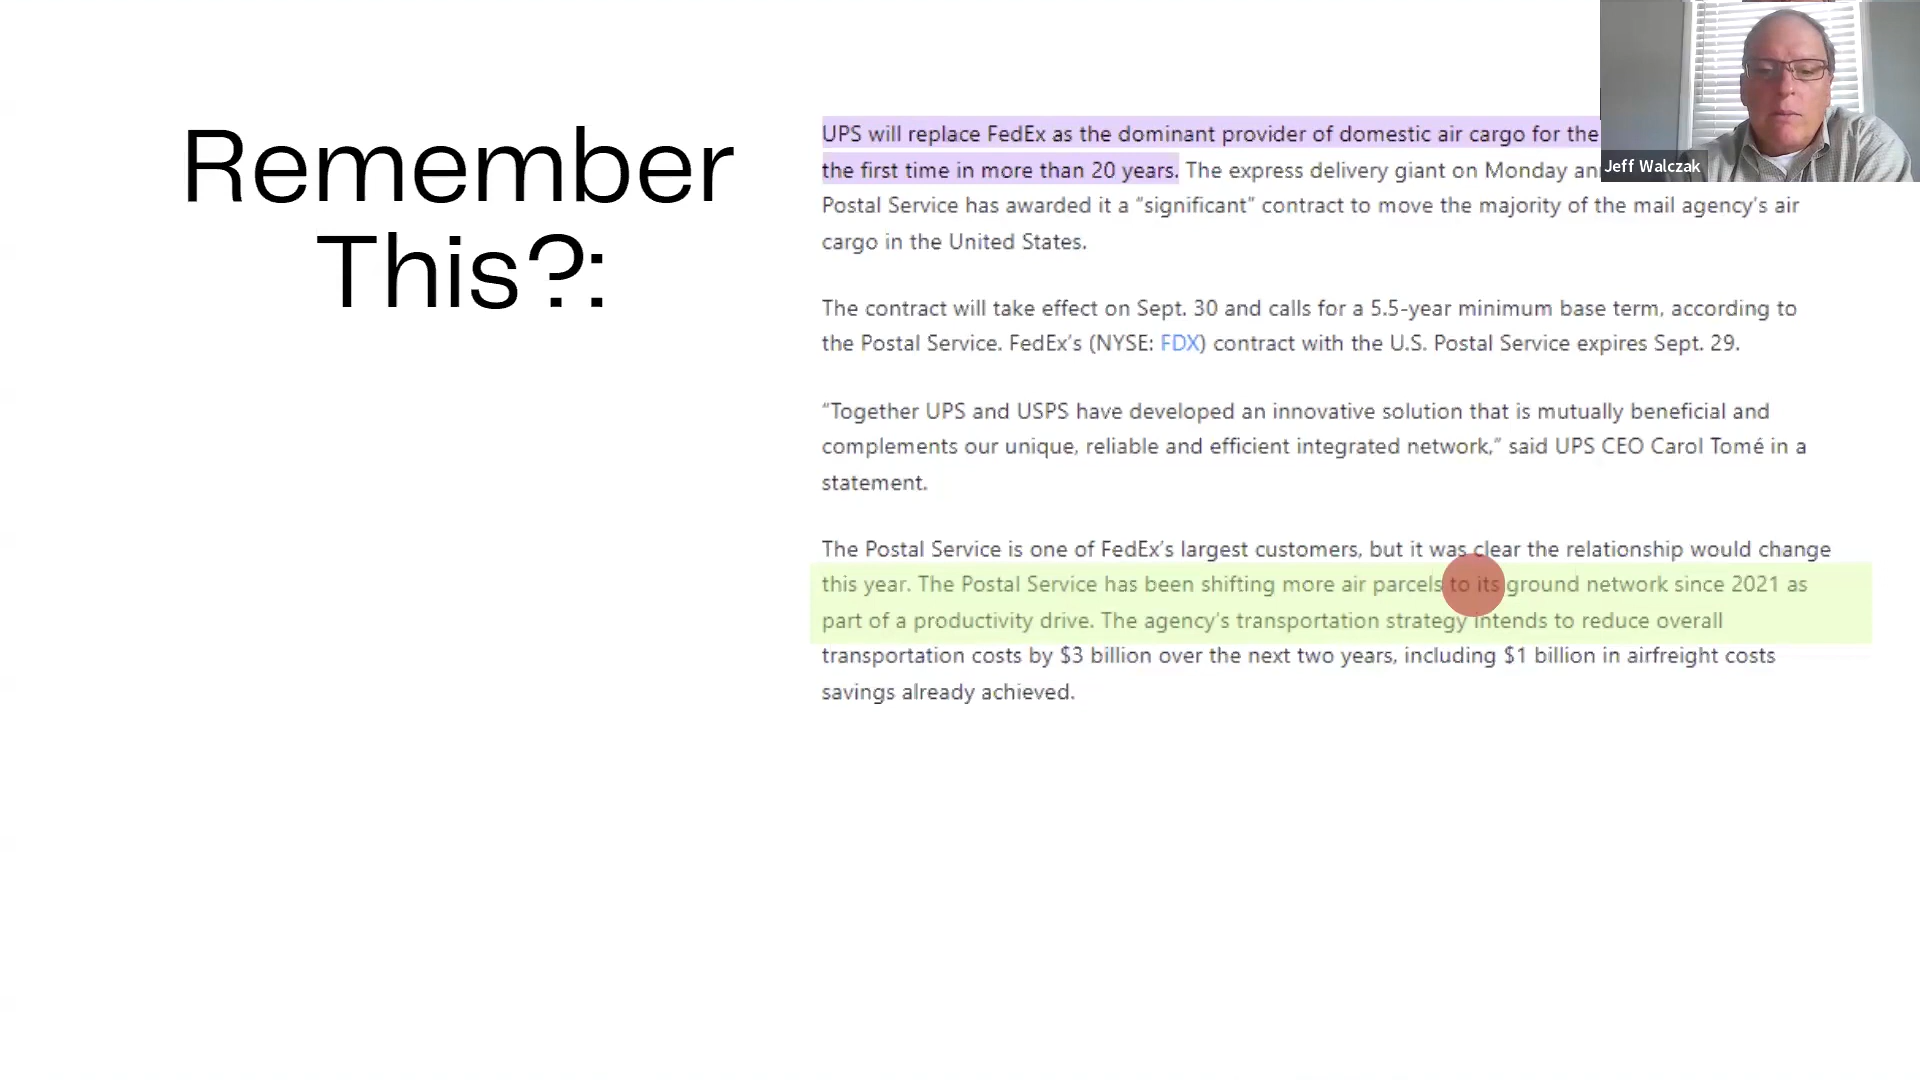 Remember
This?:
UPS will replace FedEx as the dominant provider of domestic air cargo for the
the first time in more than 20 years. The express delivery giant on Monday
Postal Service has awarded it a “significant” contract to move the majority of the mail agency’s air
cargo in the United States.
The contract will take effect on Sept. 30 and calls for a 5.5-year minimum base term, according to
the Postal Service. FedEx’s (NYSE: FDX) contract with the U.S. Postal Service expires Sept. 29.
“Together UPS and USPS have developed an innovative solution that is mutually beneficial and
complements our unique, reliable and efficient integrated network,” said UPS CEO Carol Tomé in a
statement.
The Postal Service is one of FedEx’s largest customers, but it was clear the relationship would change
this year. The Postal Service has been shifting more air parcels to its ground network since 2021 as
part of a productivity drive. The agency’s transportation strategy intends to reduce overall
transportation costs by $3 billion over the next two years, including $1 billion in airfreight costs
savings already achieved.
Jeff Walczak